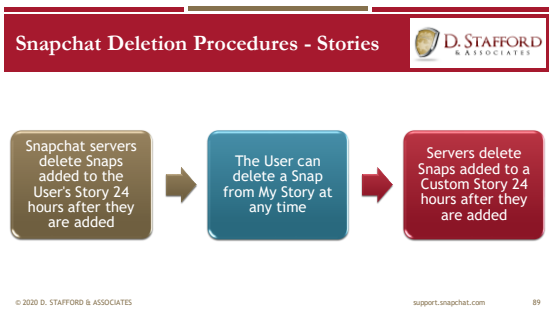 Snapchat Deletion Procedures - Stories
D. STAFFORD
& ASSOCIATES
Snapchat servers
delete Snaps
added to the
User's Story 24
hours after they
are added
The User can
delete a Snap
from My Story at
any time
Servers delete
Snaps added to a
Custom Story 24
hours after they
are added
© 2020 D. STAFFORD & ASSOCIATES
support.snapchat.com
89